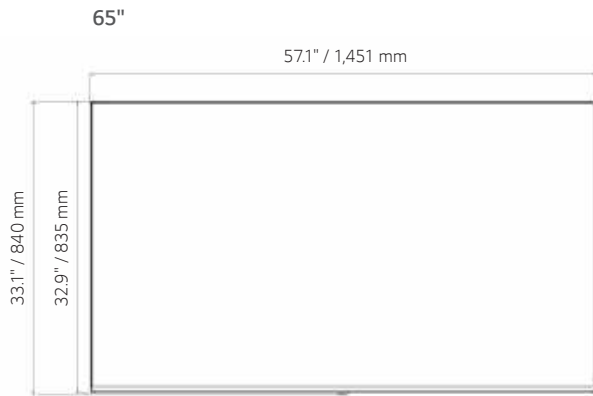 65"
57.1" / 1,451 mm
33.1" / 840 mm
32.9" / 835 mm